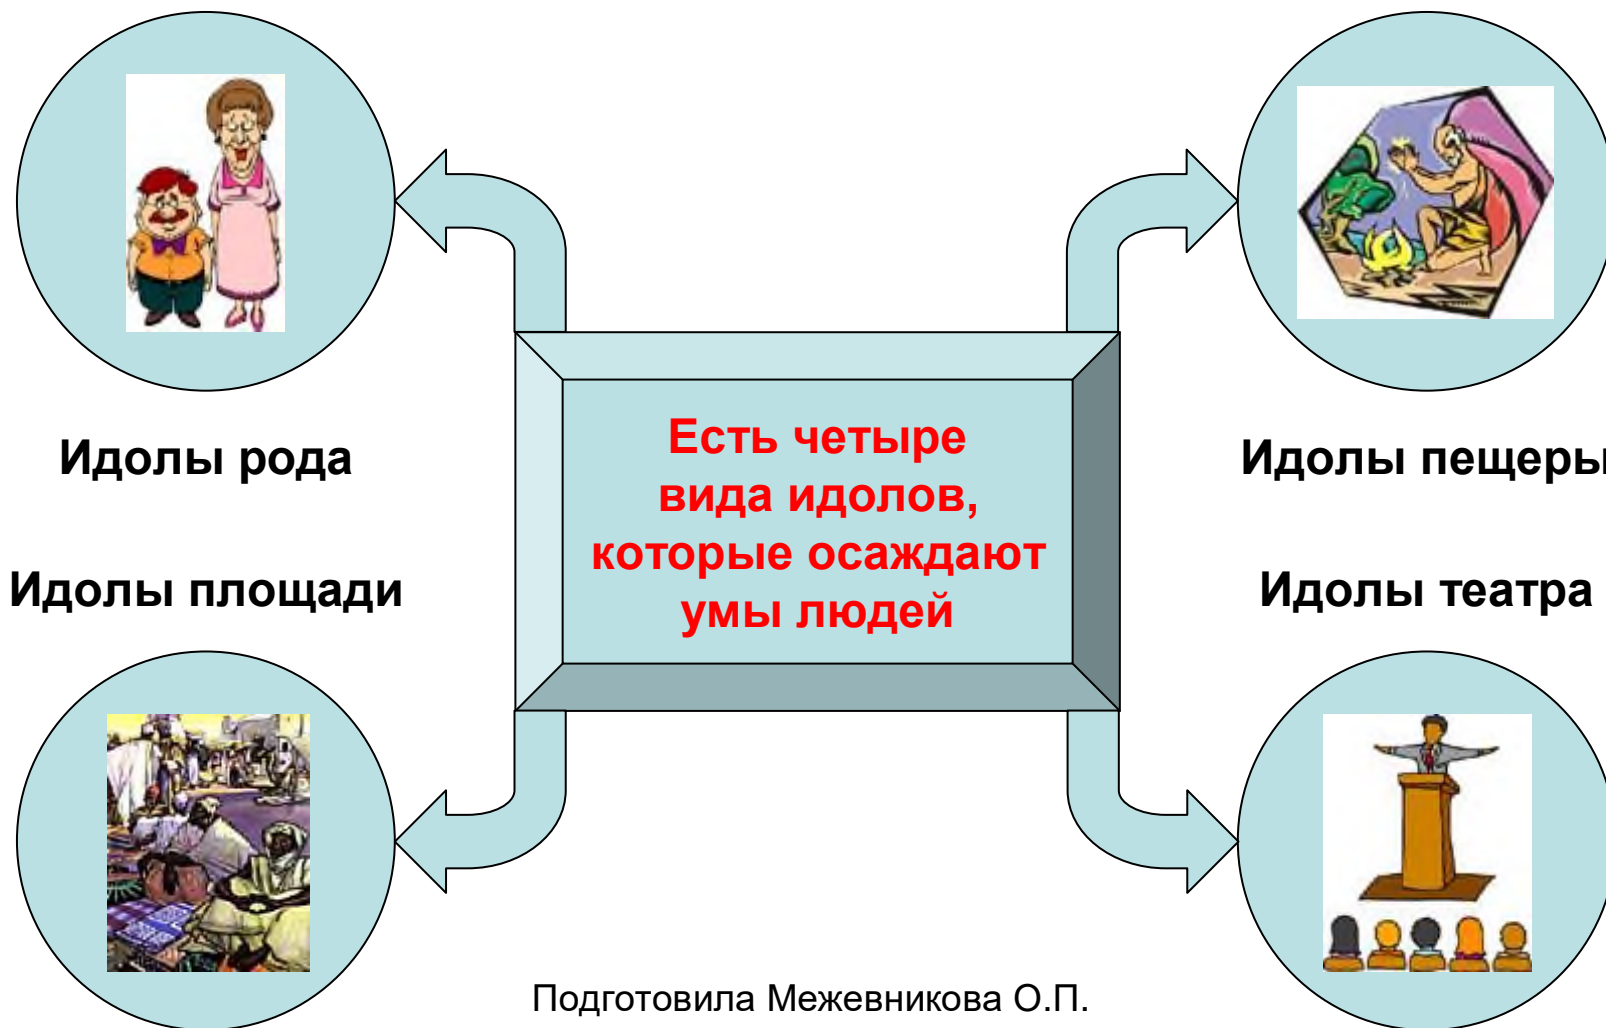 Идолы рода
Есть четыре
вида идолов,
которые осаждают
умы людей
Идолы пещеры
Идолы площади
Идолы театра
Подготовила Межевникова О.П.